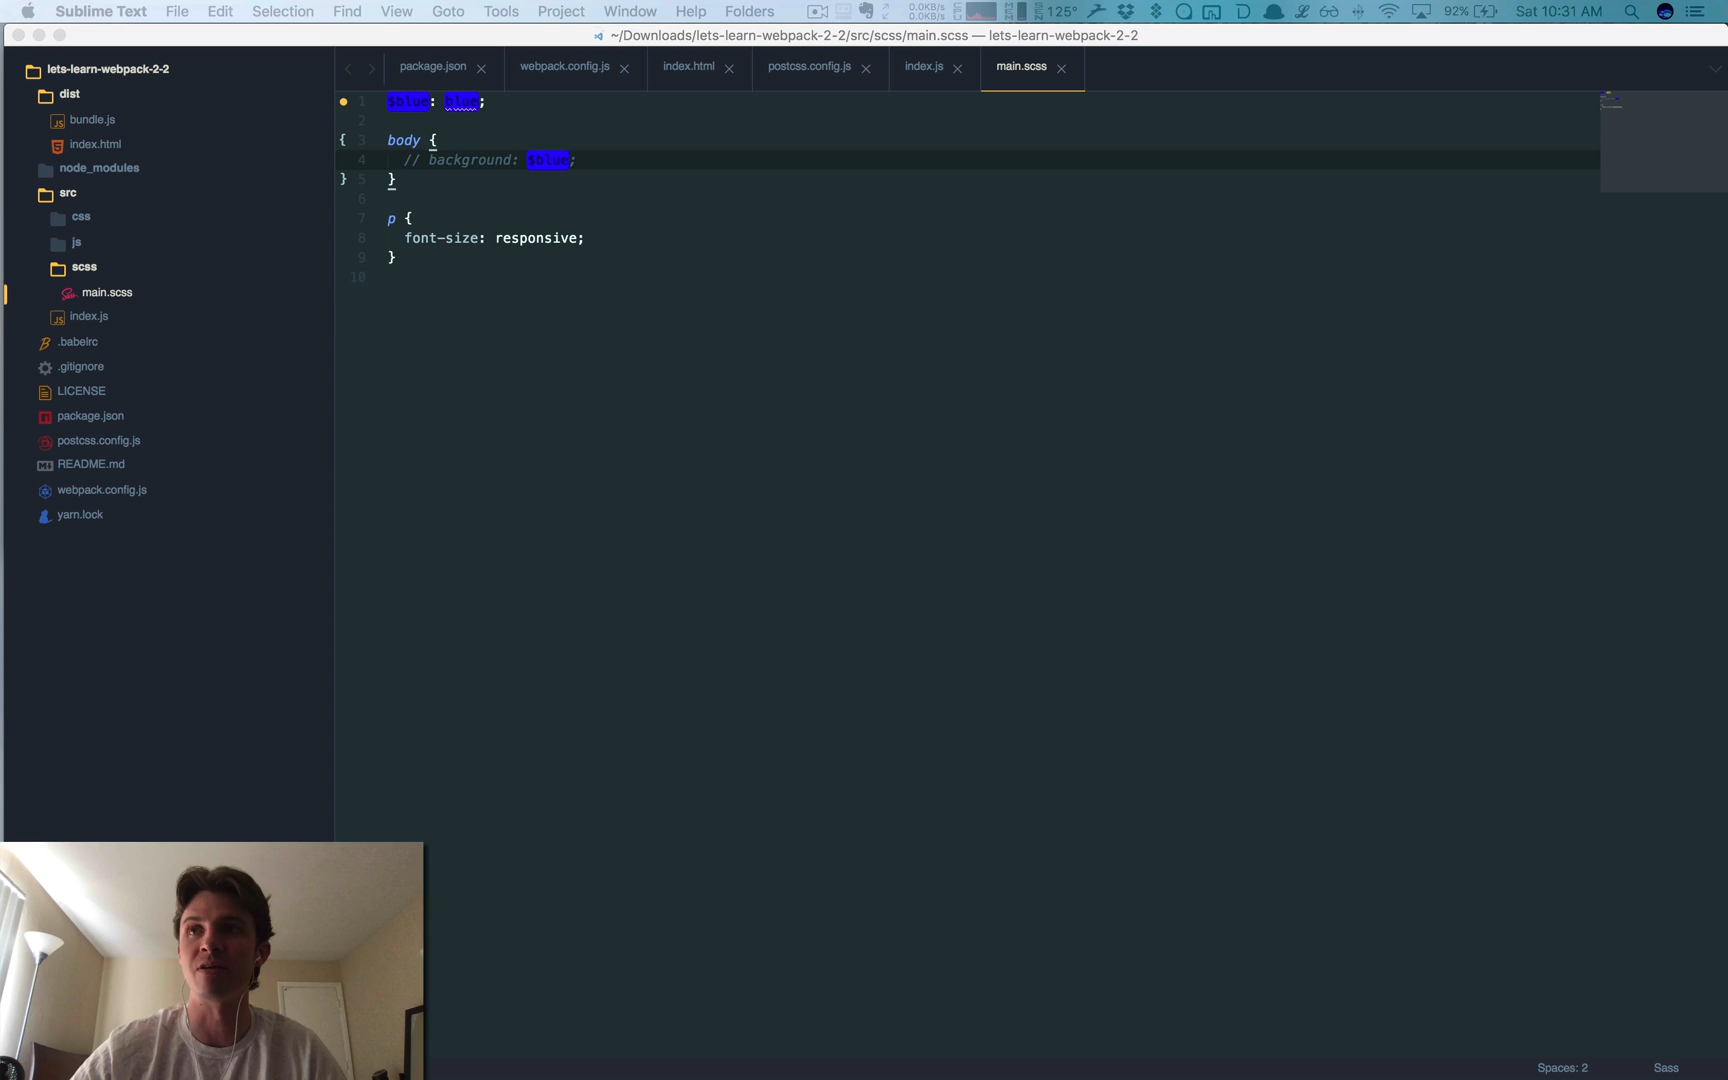 Sublime Text File Edit Selection Find View Goto Tools Project Window Help Folders 0.0KB/s 0.0KB/s 125° 92% Sat 10:31 AM
~/Downloads/lets-learn-webpack-2-2/src/scss/main.scss — lets-learn-webpack-2-2
package.json webpack.config.js index.html postcss.config.js index.js main.scss
lets-learn-webpack-2-2
dist
bundle.js
index.html
node_modules
src
css
js
scss
main.scss
index.js
.babelrc
.gitignore
LICENSE
package.json
postcss.config.js
README.md
webpack.config.js
yarn.lock
1 $blue: blue;
2
{ 3 body {
4 // background: $blue;
} 5 }
6
7 p {
8 font-size: responsive;
9 }
10
Spaces: 2 Sass